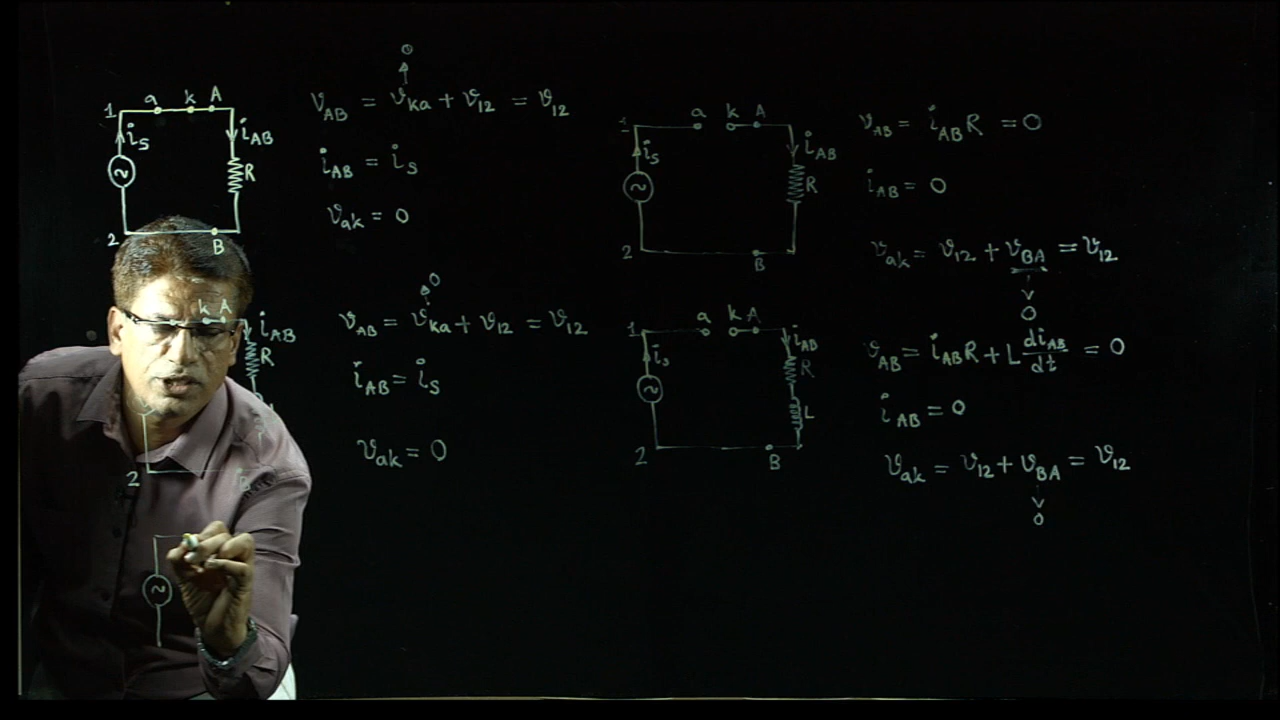 1 a k A
i_S
i_AB
R
2 B
0
v_AB = v_ka + v_12 = v_12
i_AB = i_S
v_ak = 0
1 a k A
i_S
i_AB
R
2 B
v_AB = i_AB R = 0
i_AB = 0
v_ak = v_12 + v_BA = v_12
0
k A
i_AB
R
2 B
0
v_AB = v_ka + v_12 = v_12
i_AB = i_S
v_ak = 0
1 a k A
i_S
i_AB
R
L
2 B
v_AB = i_AB R + L di_AB/dt = 0
i_AB = 0
v_ak = v_12 + v_BA = v_12
0